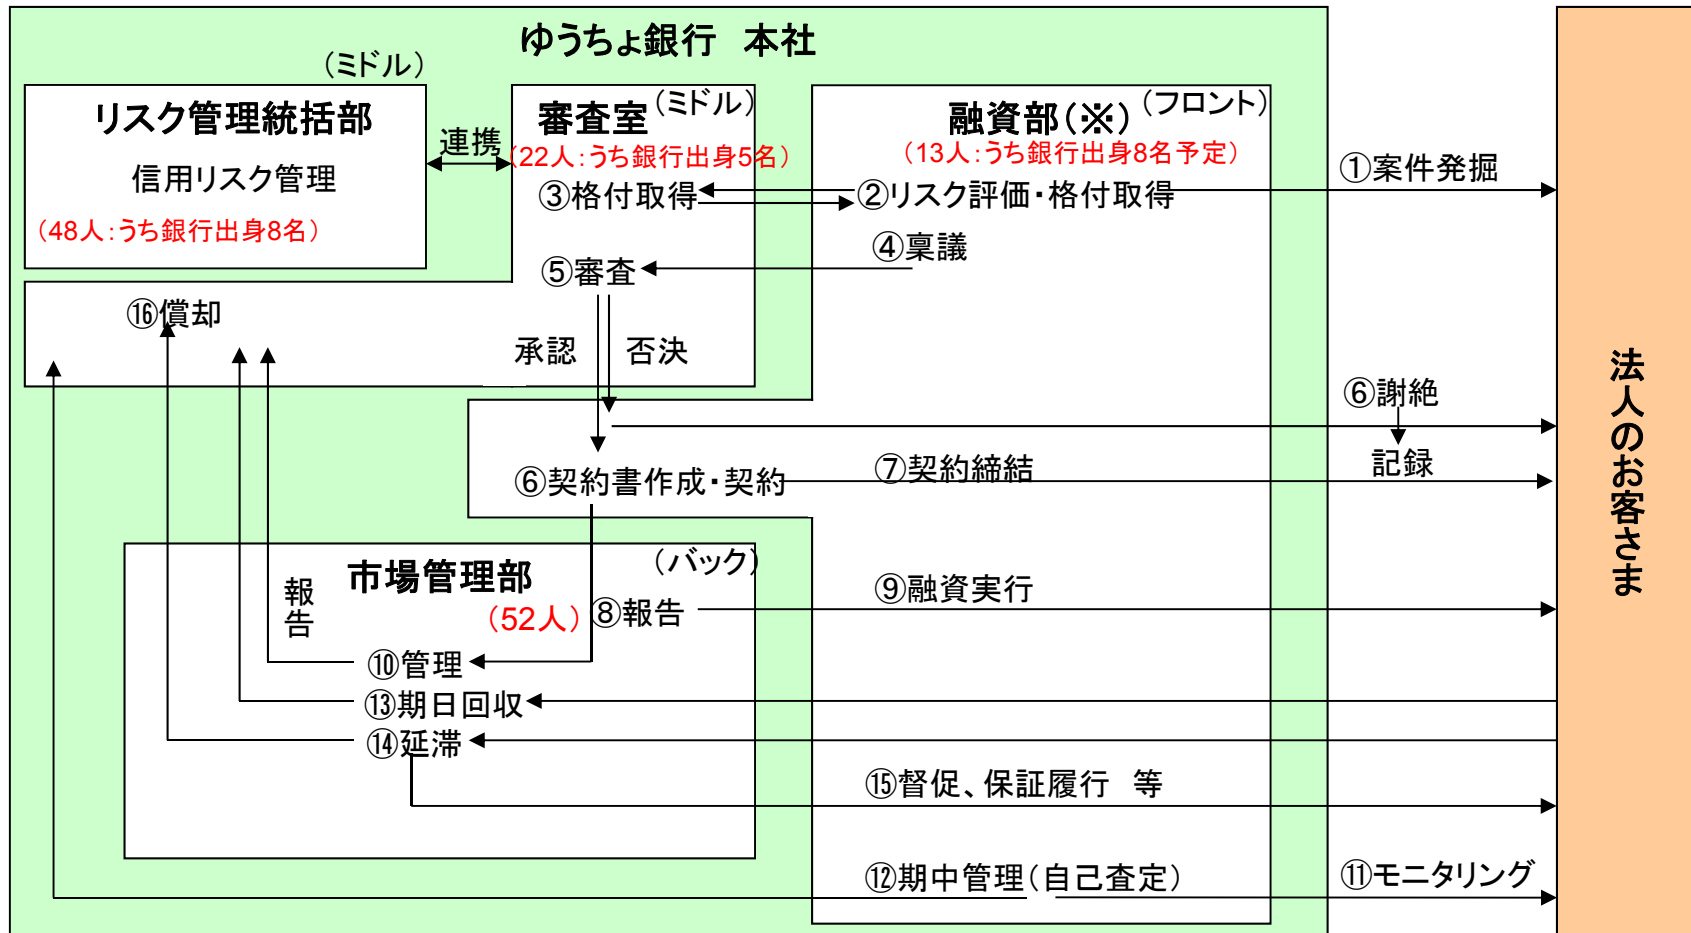 ゆうちょ銀行　本社
（ミドル）
リスク管理統括部
信用リスク管理
（48人：うち銀行出身8名）
連携
審査室
（ミドル）
（22人：うち銀行出身5名）
③格付取得
⑤審査
承認
否決
⑯償却
融資部（※）
（フロント）
（13人：うち銀行出身8名予定）
②リスク評価・格付取得
①案件発掘
④稟議
⑥謝絶
記録
⑥契約書作成・契約
⑦契約締結
市場管理部
（バック）
（52人）
報告
⑧報告
⑨融資実行
⑩管理
⑬期日回収
⑭延滞
⑮督促、保証履行　等
⑫期中管理（自己査定）
⑪モニタリング
法人のお客さま